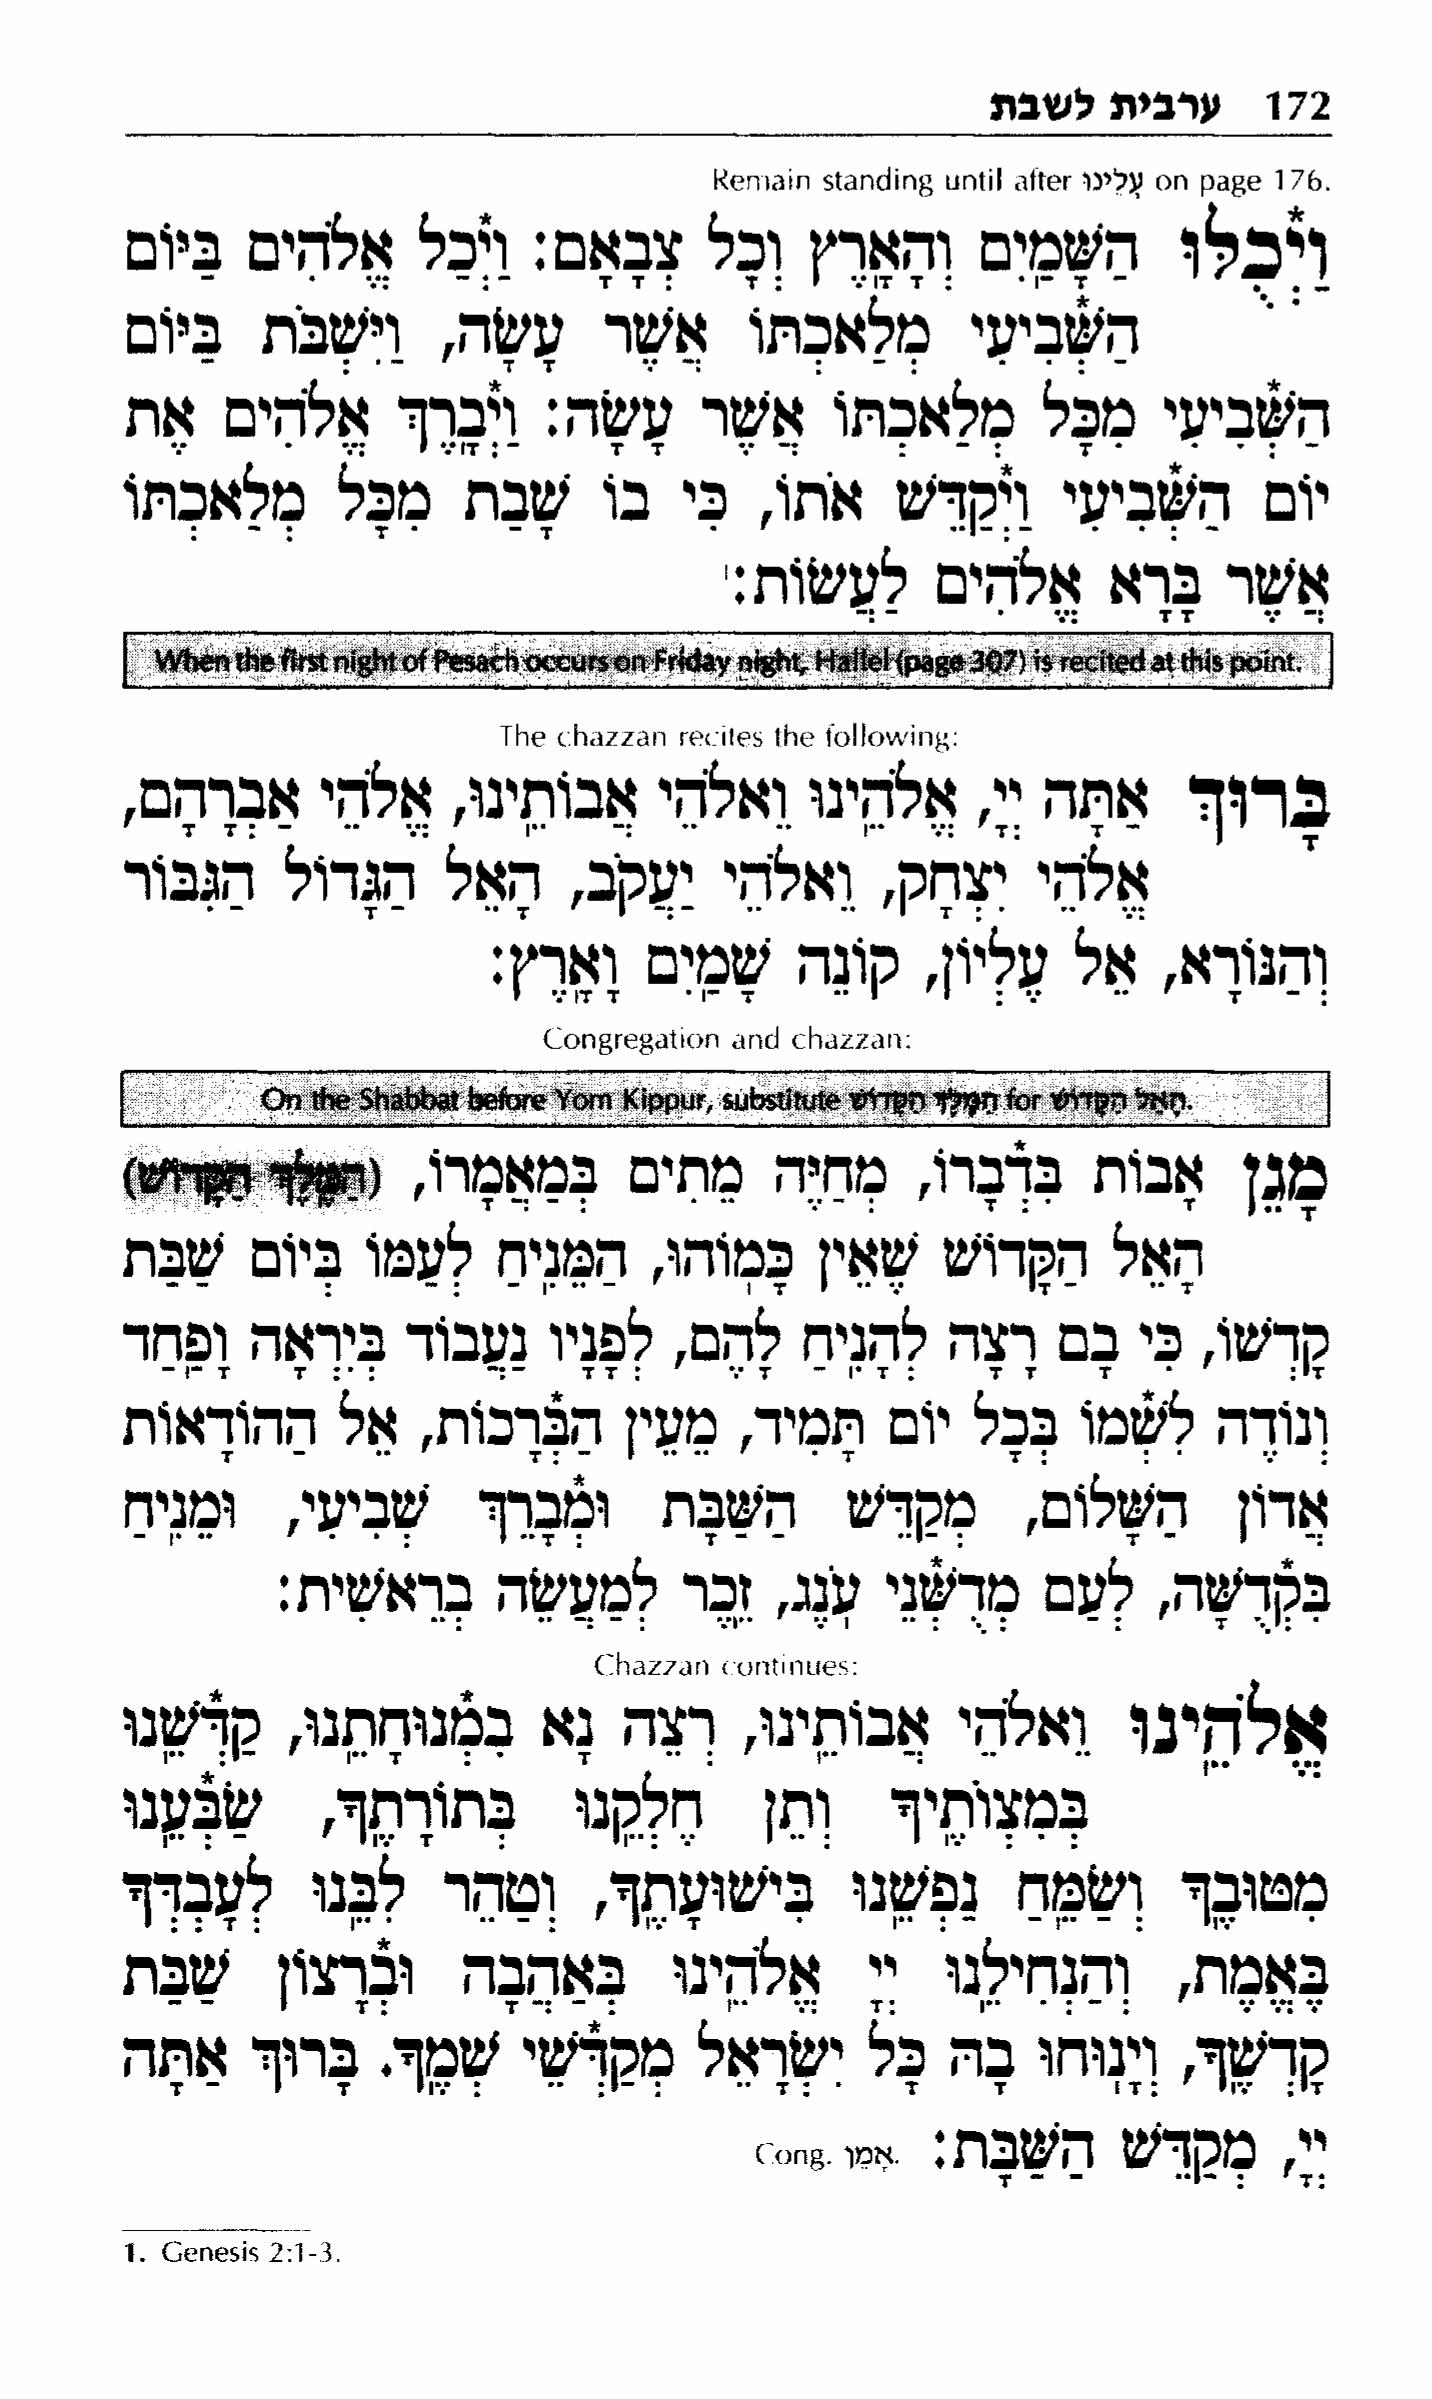 172 ערבית לשבת
Remain standing until after עָלֵינוּ on page 176.
וַיְ*כֻלּוּ הַשָּׁמַיִם וְהָאָרֶץ וְכָל צְבָאָם: וַיְ*כַל אֱלֹהִים בַּיּוֹם
הַשְּׁ*בִיעִי מְלַאכְתּוֹ אֲשֶׁר עָשָׂה, וַיִּשְׁבֹּת בַּיּוֹם
הַשְּׁ*בִיעִי מִכָּל מְלַאכְתּוֹ אֲשֶׁר עָשָׂה: וַיְ*בָרֶךְ אֱלֹהִים אֶת
יוֹם הַשְּׁ*בִיעִי וַיְ*קַדֵּשׁ אֹתוֹ, כִּי בוֹ שָׁבַת מִכָּל מְלַאכְתּוֹ
אֲשֶׁר בָּרָא אֱלֹהִים לַעֲשׂוֹת:¹
When the first night of Pesach occurs on Friday night, Hallel (page 307) is recited at this point.
The chazzan recites the following:
בָּרוּךְ אַתָּה יְיָ, אֱלֹהֵינוּ וֵאלֹהֵי אֲבוֹתֵינוּ, אֱלֹהֵי אַבְרָהָם,
אֱלֹהֵי יִצְחָק, וֵאלֹהֵי יַעֲקֹב, הָאֵל הַגָּדוֹל הַגִּבּוֹר
וְהַנּוֹרָא, אֵל עֶלְיוֹן, קוֹנֵה שָׁמַיִם וָאָרֶץ:
Congregation and chazzan:
On the Shabbat before Yom Kippur, substitute הַמֶּלֶךְ הַקָּדוֹשׁ for הָאֵל הַקָּדוֹשׁ.
מָגֵן אָבוֹת בִּדְ*בָרוֹ, מְחַיֶּה מֵתִים בְּמַאֲמָרוֹ, (הַמֶּלֶךְ הַקָּדוֹשׁ)
הָאֵל הַקָּדוֹשׁ שֶׁאֵין כָּמוֹהוּ, הַמֵּנִיחַ לְעַמּוֹ בְּיוֹם שַׁבַּת
קָדְשׁוֹ, כִּי בָם רָצָה לְהָנִיחַ לָהֶם, לְפָנָיו נַעֲבוֹד בְּיִרְאָה וָפַחַד
וְנוֹדֶה לִשְׁ*מוֹ בְּכָל יוֹם תָּמִיד, מֵעֵין הַבְּ*רָכוֹת, אֵל הַהוֹדָאוֹת
אֲדוֹן הַשָּׁלוֹם, מְקַדֵּשׁ הַשַּׁבָּת וּמְ*בָרֵךְ שְׁבִיעִי, וּמֵנִיחַ
בִּקְ*דֻשָּׁה, לְעַם מְדֻשְּׁ*נֵי עֹנֶג, זֵכֶר לְמַעֲשֵׂה בְרֵאשִׁית:
Chazzan continues:
אֱלֹהֵינוּ וֵאלֹהֵי אֲבוֹתֵינוּ, רְצֵה נָא בִמְ*נוּחָתֵנוּ, קַדְּ*שֵׁנוּ
בְּמִצְוֹתֶיךָ וְתֵן חֶלְקֵנוּ בְּתוֹרָתֶךָ, שַׂבְּ*עֵנוּ
מִטּוּבֶךָ וְשַׂמֵּחַ נַפְשֵׁנוּ בִּישׁוּעָתֶךָ, וְטַהֵר לִבֵּנוּ לְעָבְדְּךָ
בֶּאֱמֶת, וְהַנְחִילֵנוּ יְיָ אֱלֹהֵינוּ בְּאַהֲבָה וּבְ*רָצוֹן שַׁבַּת
קָדְשֶׁךָ, וְיָנוּחוּ בָהּ כָּל יִשְׂרָאֵל מְקַדְּ*שֵׁי שְׁמֶךָ. בָּרוּךְ אַתָּה
יְיָ, מְקַדֵּשׁ הַשַּׁבָּת: Cong. אָמֵן.
1. Genesis 2:1-3.